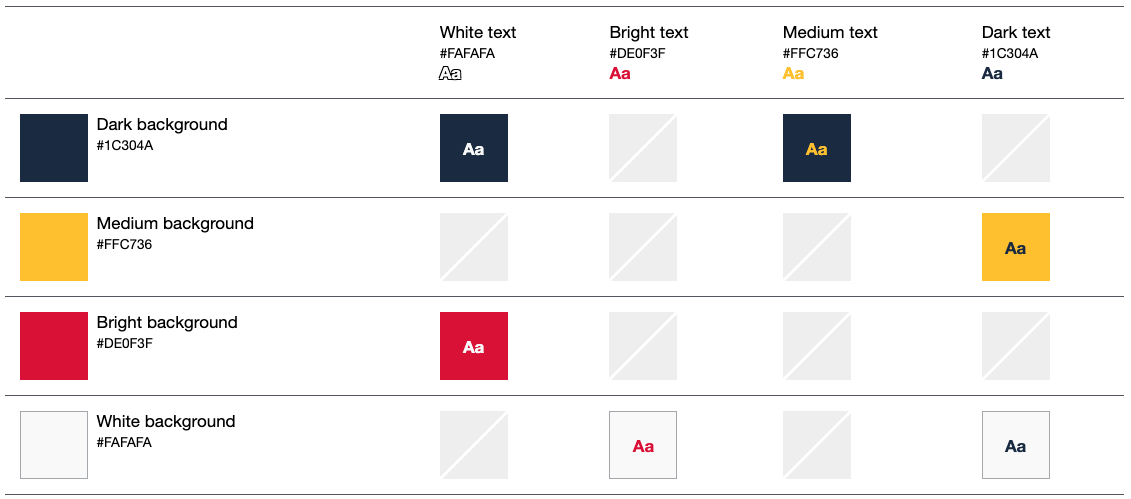 White text
Bright text
Medium text
Dark text
#FAFAFA
#DE0F3F
#FFC736
#1C304A
Aa
Aa
Aa
Aa
Dark background
#1C304A
Aa
Aa
Medium background
#FFC736
Aa
Bright background
#DE0F3F
Aa
White background
#FAFAFA
Aa
Aa